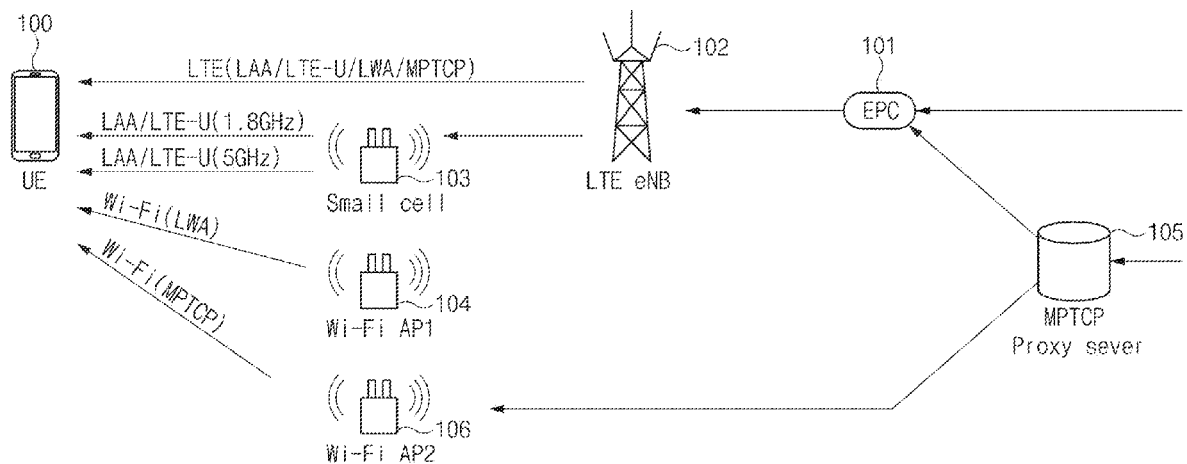 100
102
101
LTE(LAA/LTE-U/LWA/MPTCP)
EPC
LAA/LTE-U(1.8GHz)
LAA/LTE-U(5GHz)
UE
103
Small cell
LTE eNB
Wi-Fi(LWA)
105
Wi-Fi(MPTCP)
104
Wi-Fi AP1
MPTCP
Proxy sever
106
Wi-Fi AP2